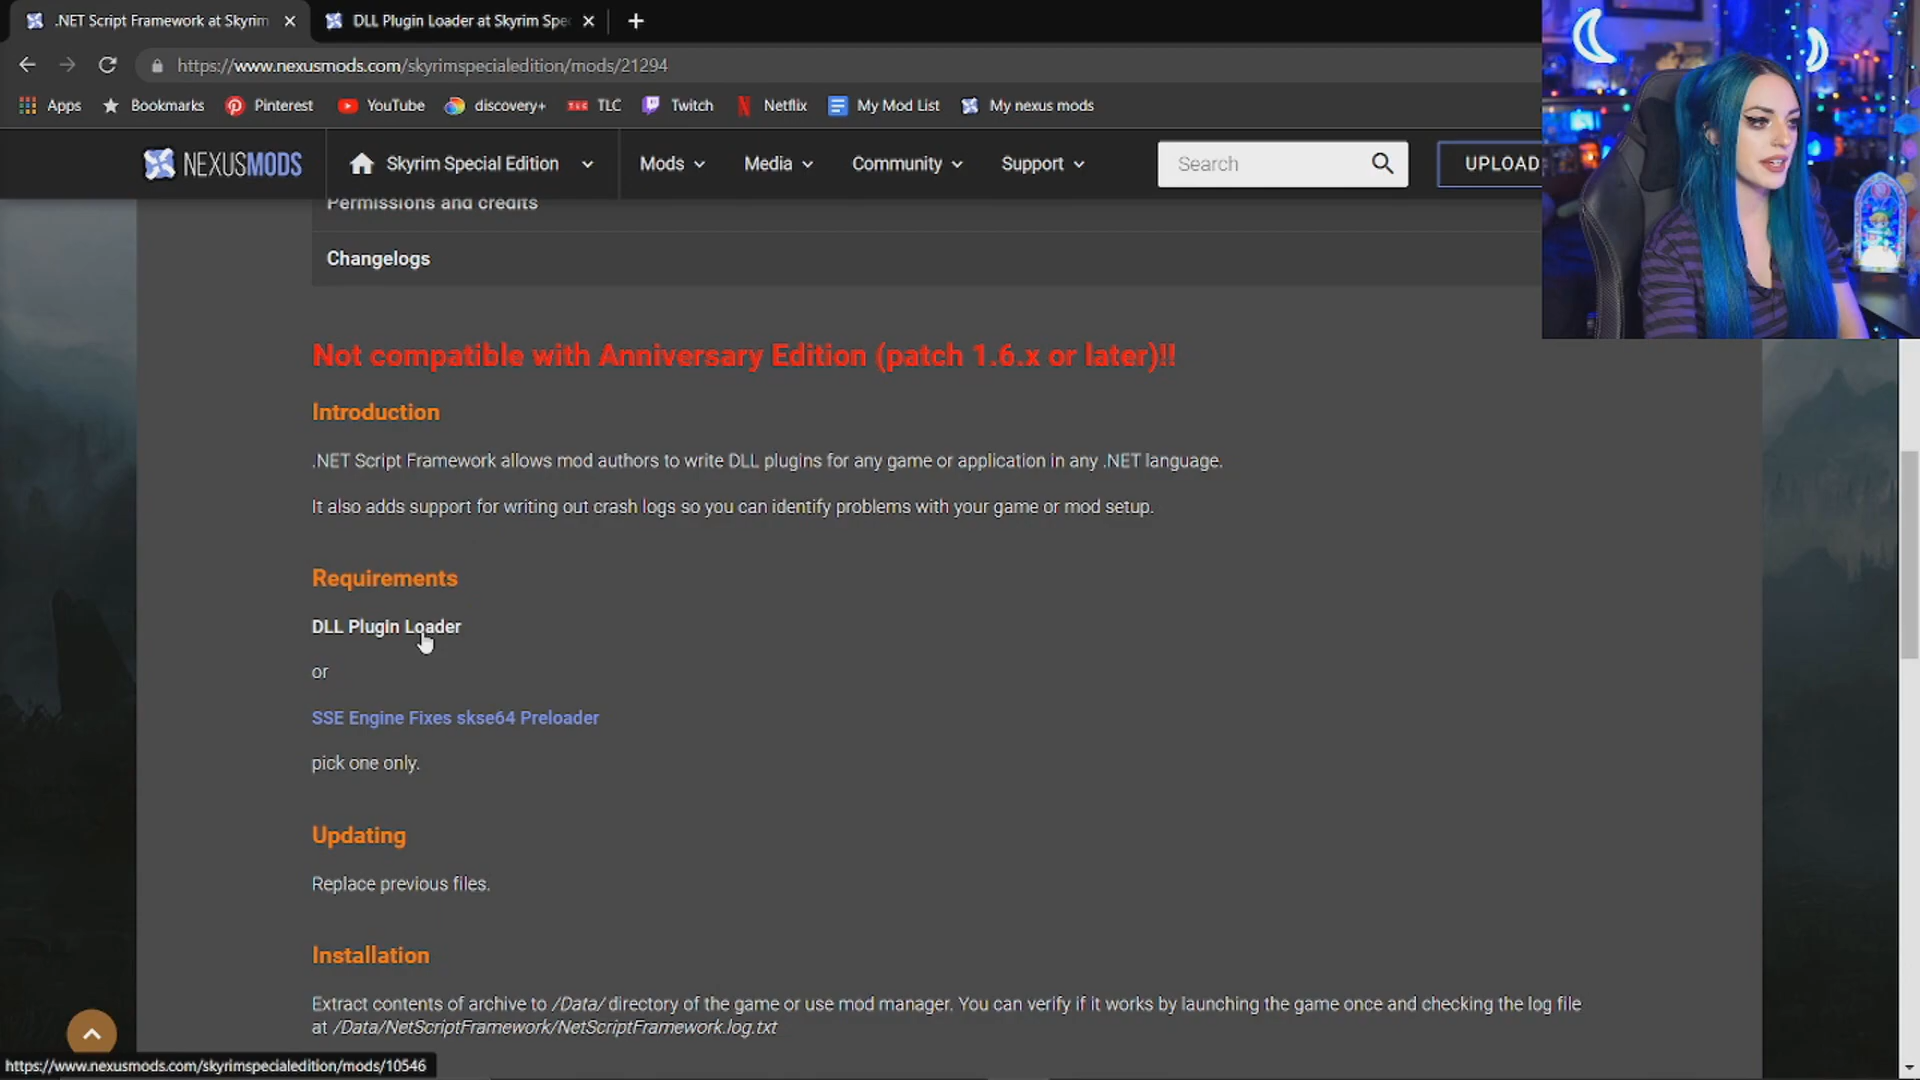 .NET Script Framework at Skyrim
DLL Plugin Loader at Skyrim Spe
https://www.nexusmods.com/skyrimspecialedition/mods/21294
Apps Bookmarks Pinterest YouTube discovery+ TLC TLC Twitch Netflix My Mod List My nexus mods
NEXUSMODS Skyrim Special Edition Mods Media Community Support Search UPLOAD
Permissions and credits
Changelogs
Not compatible with Anniversary Edition (patch 1.6.x or later)!!
Introduction
.NET Script Framework allows mod authors to write DLL plugins for any game or application in any .NET language.
It also adds support for writing out crash logs so you can identify problems with your game or mod setup.
Requirements
DLL Plugin Loader
or
SSE Engine Fixes skse64 Preloader
pick one only.
Updating
Replace previous files.
Installation
Extract contents of archive to /Data/ directory of the game or use mod manager. You can verify if it works by launching the game once and checking the log file
at /Data/NetScriptFramework/NetScriptFramework.log.txt
https://www.nexusmods.com/skyrimspecialedition/mods/10546